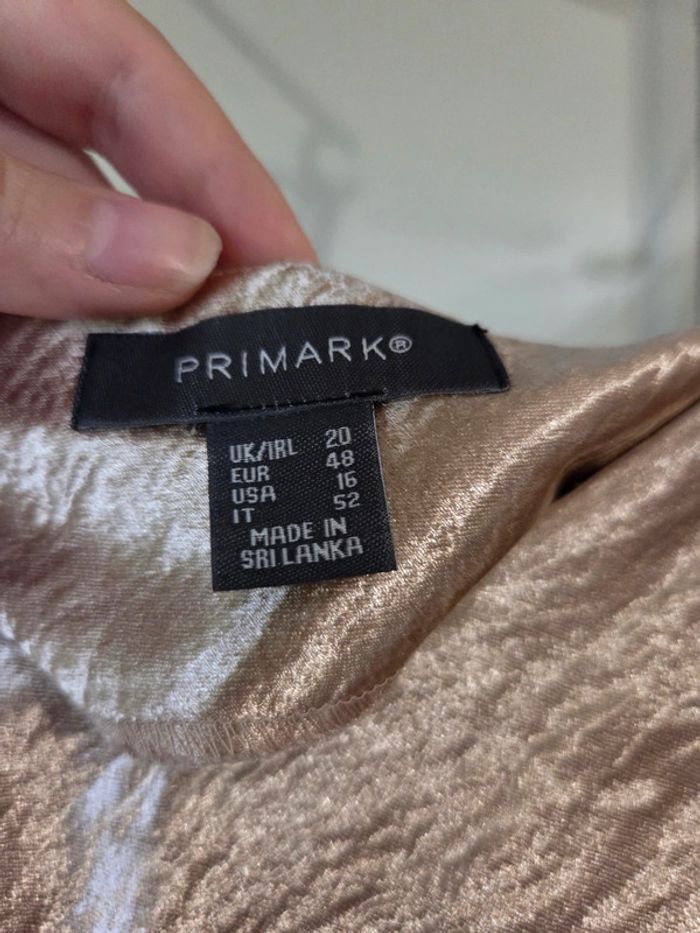 PRIMARK®
UK/IRL 20
EUR 48
USA 16
IT 52
MADE IN
SRI LANKA